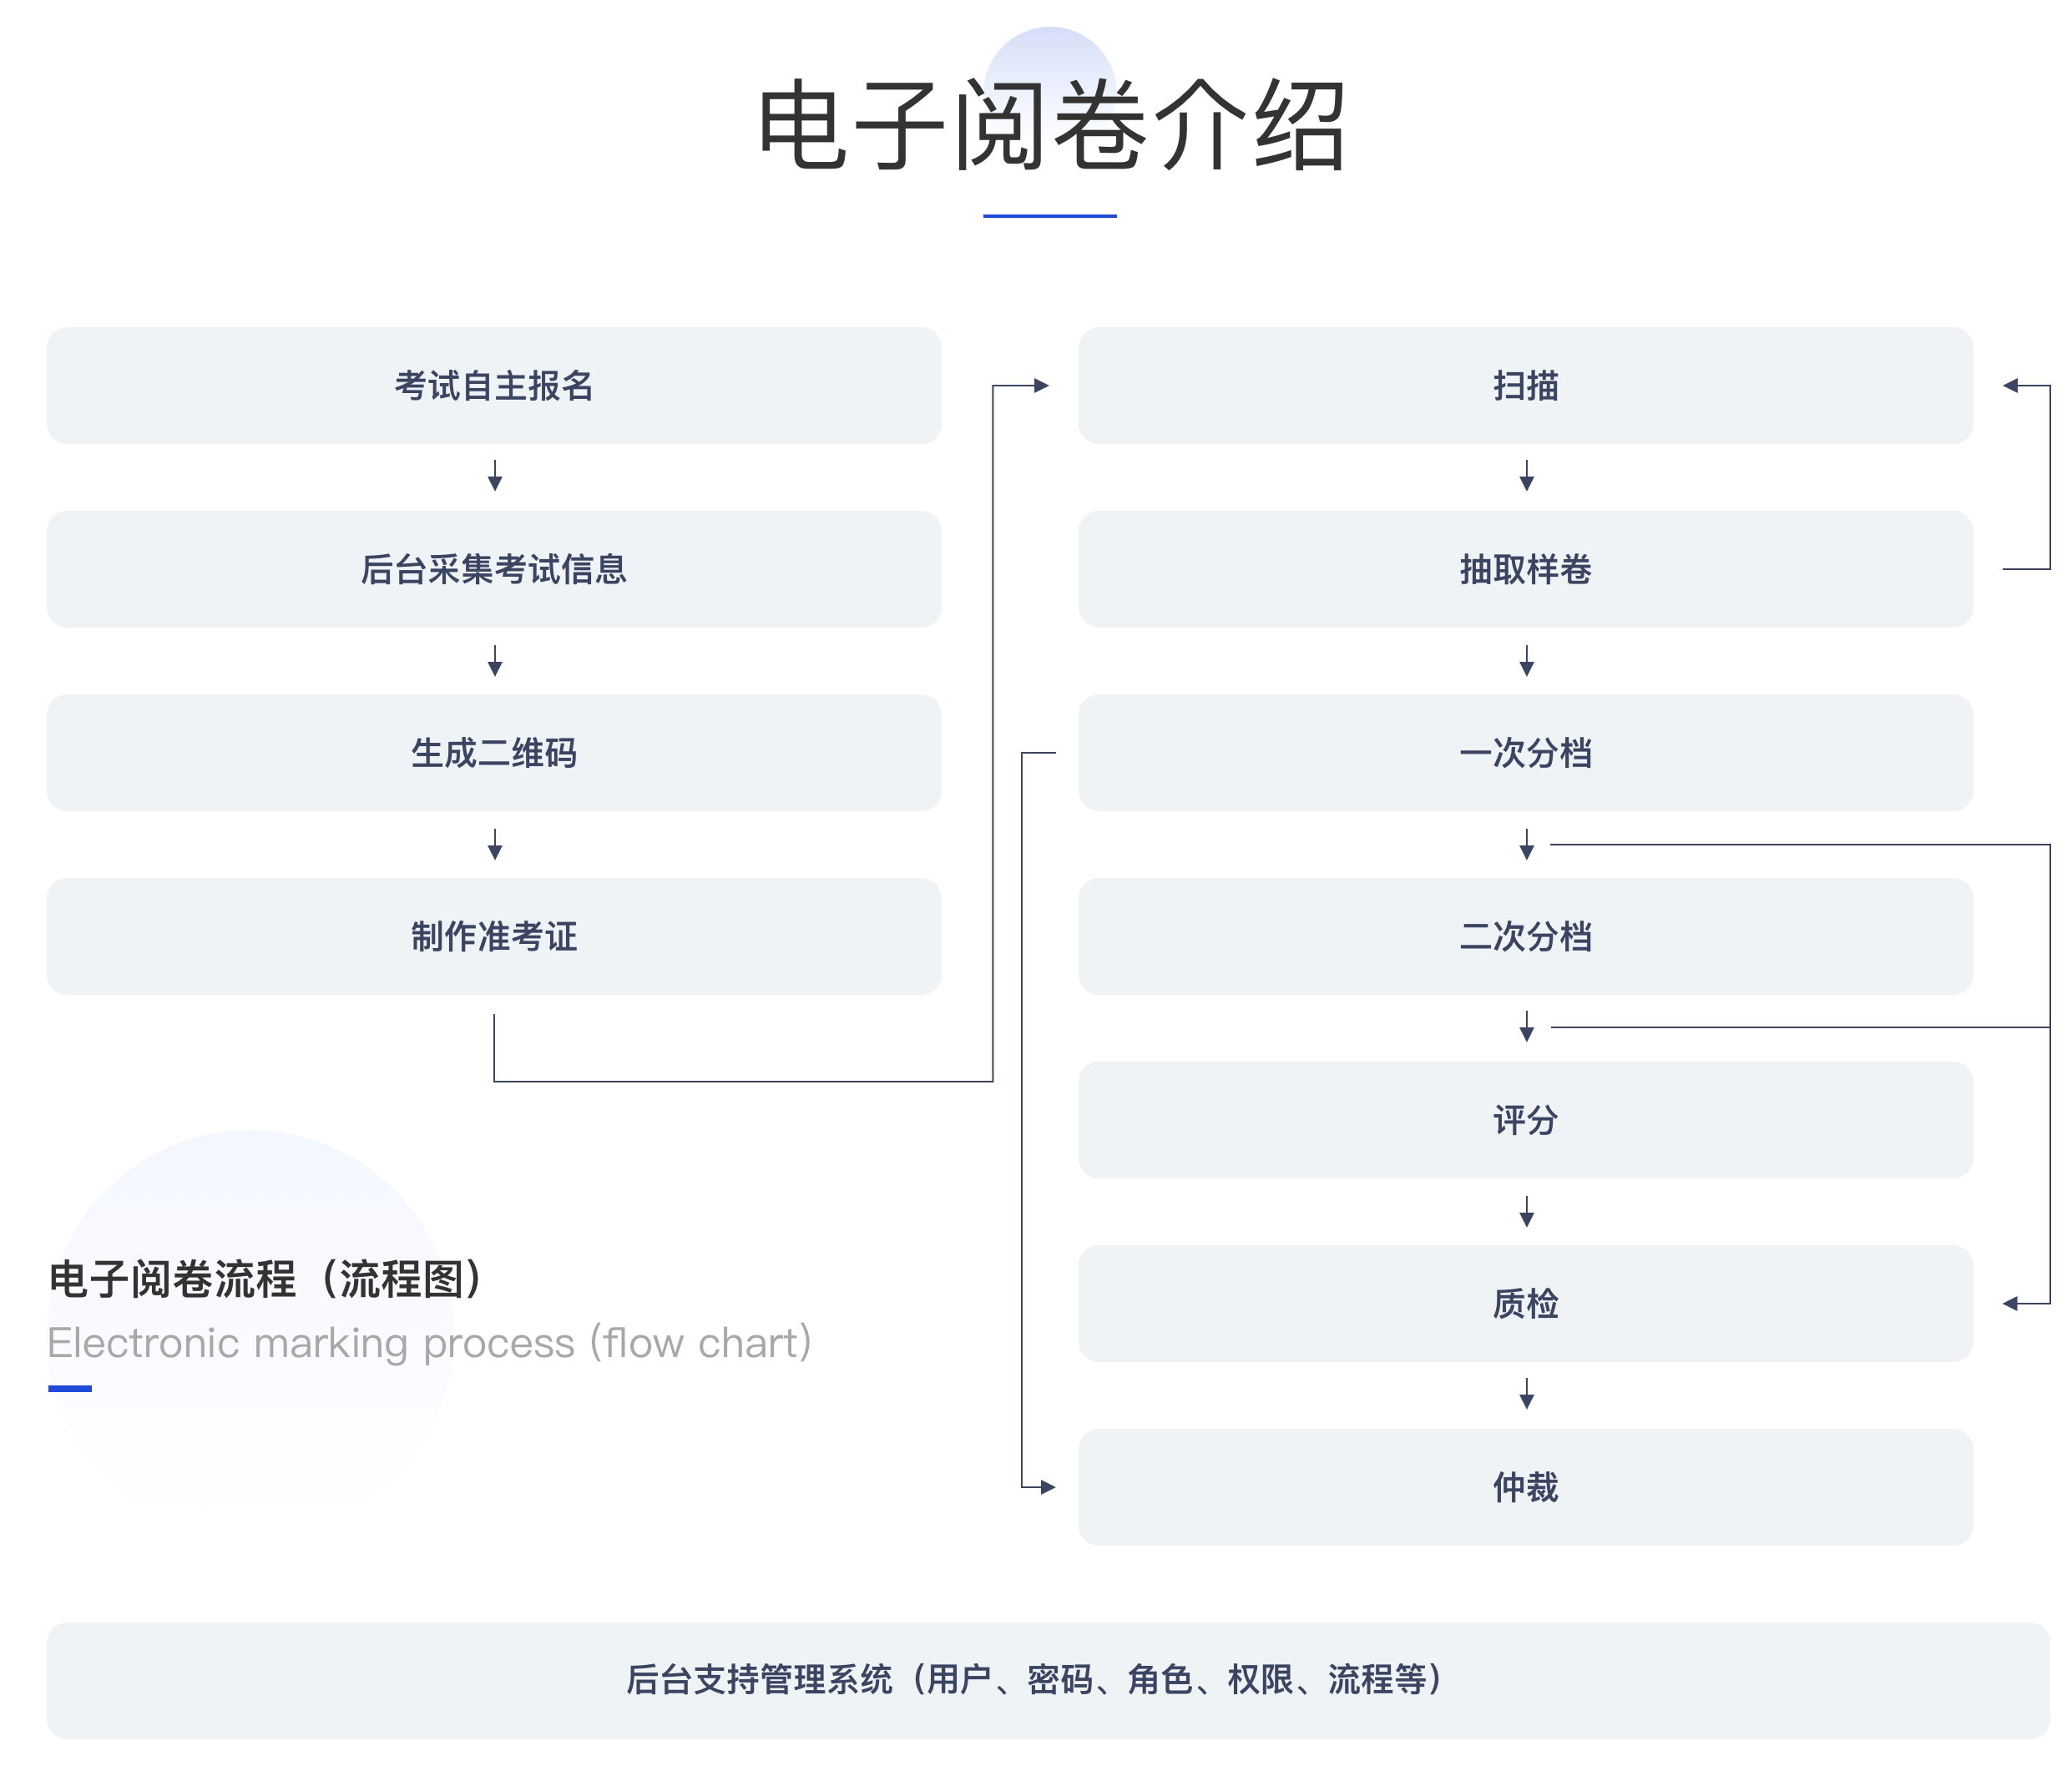 电子阅卷介绍
考试自主报名
后台采集考试信息
生成二维码
制作准考证
扫描
抽取样卷
一次分档
二次分档
评分
质检
仲裁
电子阅卷流程（流程图）
Electronic marking process (flow chart)
后台支持管理系统（用户、密码、角色、权限、流程等）